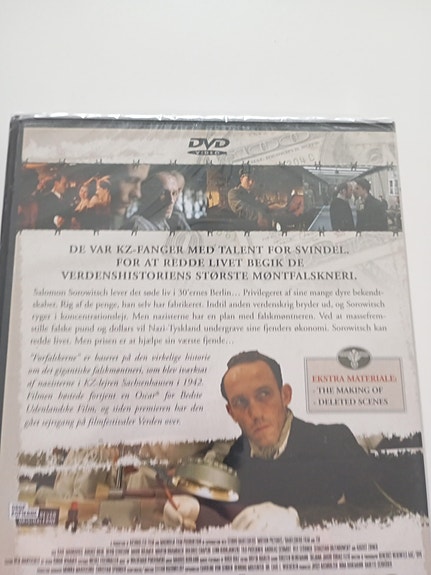 DVD
VIDEO
DE VAR KZ-FANGER MED TALENT FOR SVINDEL.
FOR AT REDDE LIVET BEGIK DE
VERDENSHISTORIENS STØRSTE MØNTFALSKNERI.
Salomon Sorowitsch lever det søde liv i 30'ernes Berlin... Privilegeret af sine mange dyre bekendt-
skaber. Rig af de penge, han selv har fabrikeret. Indtil anden verdenskrig bryder ud, og Sorowitsch
ryger i koncentrationslejr. Men nazisterne har en plan med falskmøntneren. Ved at massefrem-
stille falske pund og dollars vil Nazi-Tyskland undergrave sine fjenders økonomi. Sorowitsch kan
redde livet. Men prisen er at hjælpe sin værste fjende...
"Forfalskerne" er baseret på den virkelige historie
om det gigantiske falskmøntneri, som blev iværksat
af nazisterne i KZ-lejren Sachsenhausen i 1942.
Filmen høstede fortjent en Oscar® for Bedste
Udenlandske Film, og siden premieren har den
gået sejrsgang på filmfestivaler Verden over.
EKSTRA MATERIALE:
- THE MAKING OF
- DELETED SCENES